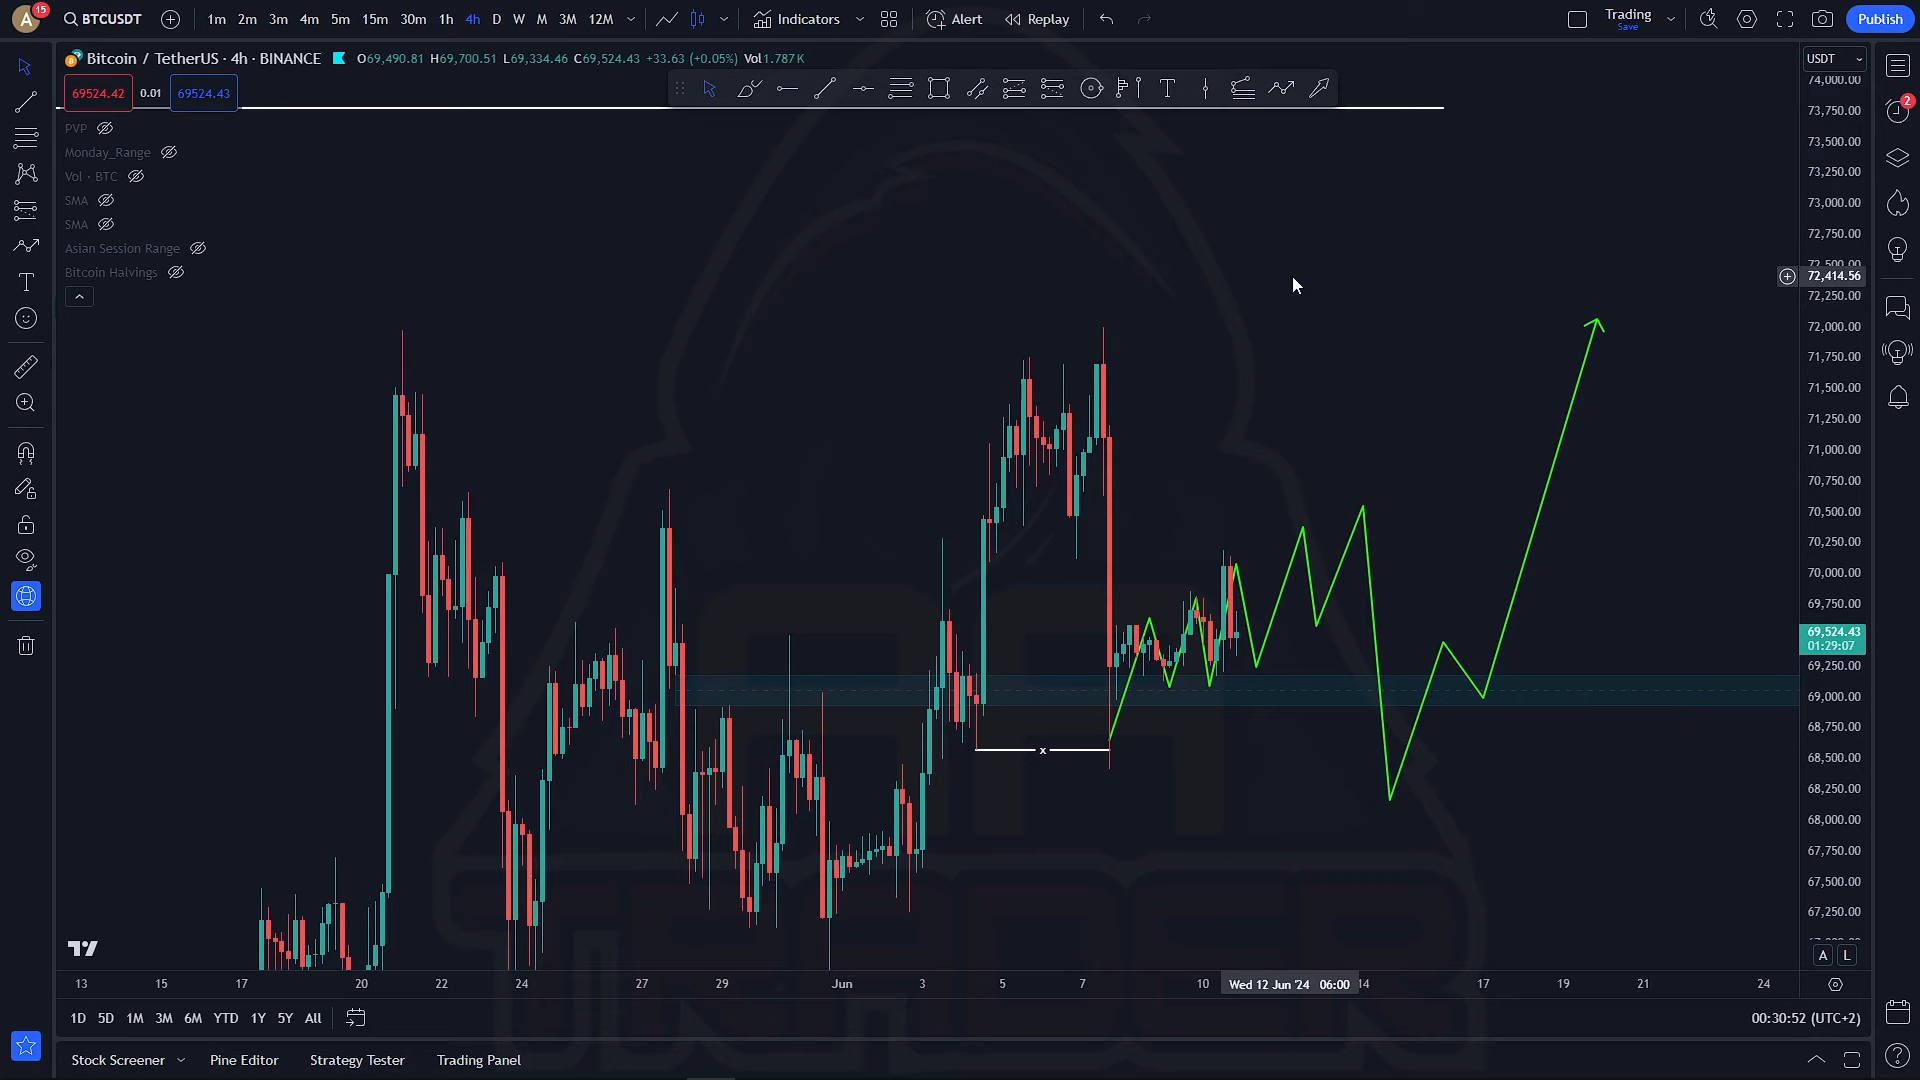 A 15 BTCUSDT 1m 2m 3m 4m 5m 15m 30m 1h 4h D W M 3M 12M Indicators Alert Replay Trading Save Publish
Bitcoin / TetherUS · 4h · BINANCE O69,490.81 H69,700.51 L69,334.46 C69,524.43 +33.63 (+0.05%) Vol1.787K
USDT
69524.42 0.01 69524.43
PVP
Monday_Range
Vol · BTC
SMA
SMA
Asian Session Range
Bitcoin Halvings
2
74,000.00
73,750.00
73,500.00
73,250.00
73,000.00
72,750.00
72,500.00
72,414.56
72,250.00
72,000.00
71,750.00
71,500.00
71,250.00
71,000.00
70,750.00
70,500.00
70,250.00
70,000.00
69,750.00
69,524.43
01:29:07
69,250.00
69,000.00
68,750.00
x
68,500.00
68,250.00
68,000.00
67,750.00
67,500.00
67,250.00
A L
13 15 17 20 22 24 27 29 Jun 3 5 7 10 Wed 12 Jun '24 06:00 14 17 19 21 24
1D 5D 1M 3M 6M YTD 1Y 5Y All
00:30:52 (UTC+2)
Stock Screener Pine Editor Strategy Tester Trading Panel